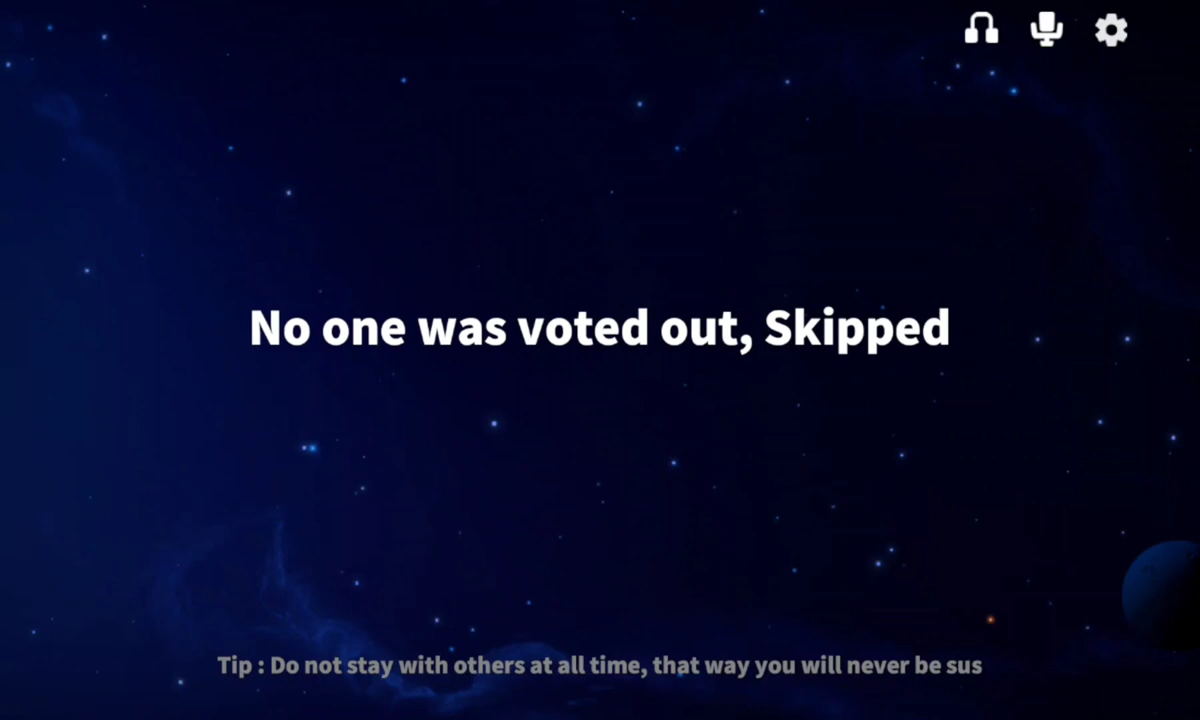 No one was voted out, Skipped
Tip : Do not stay with others at all time, that way you will never be sus